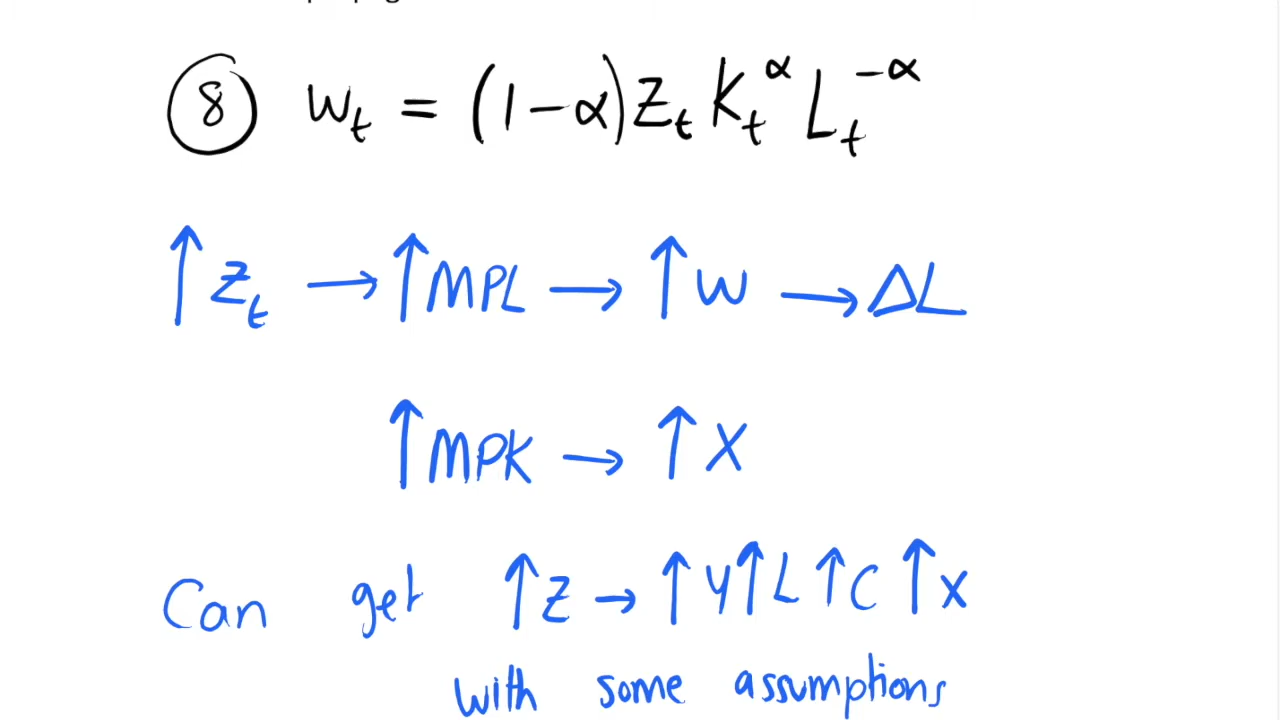 ⑧ w_t = (1-α) z_t K_t^α L_t^-α
↑ z_t → ↑ MPL → ↑ w → ΔL
↑ MPK → ↑ X
Can get ↑ z → ↑ Y ↑ L ↑ C ↑ X
with some assumptions